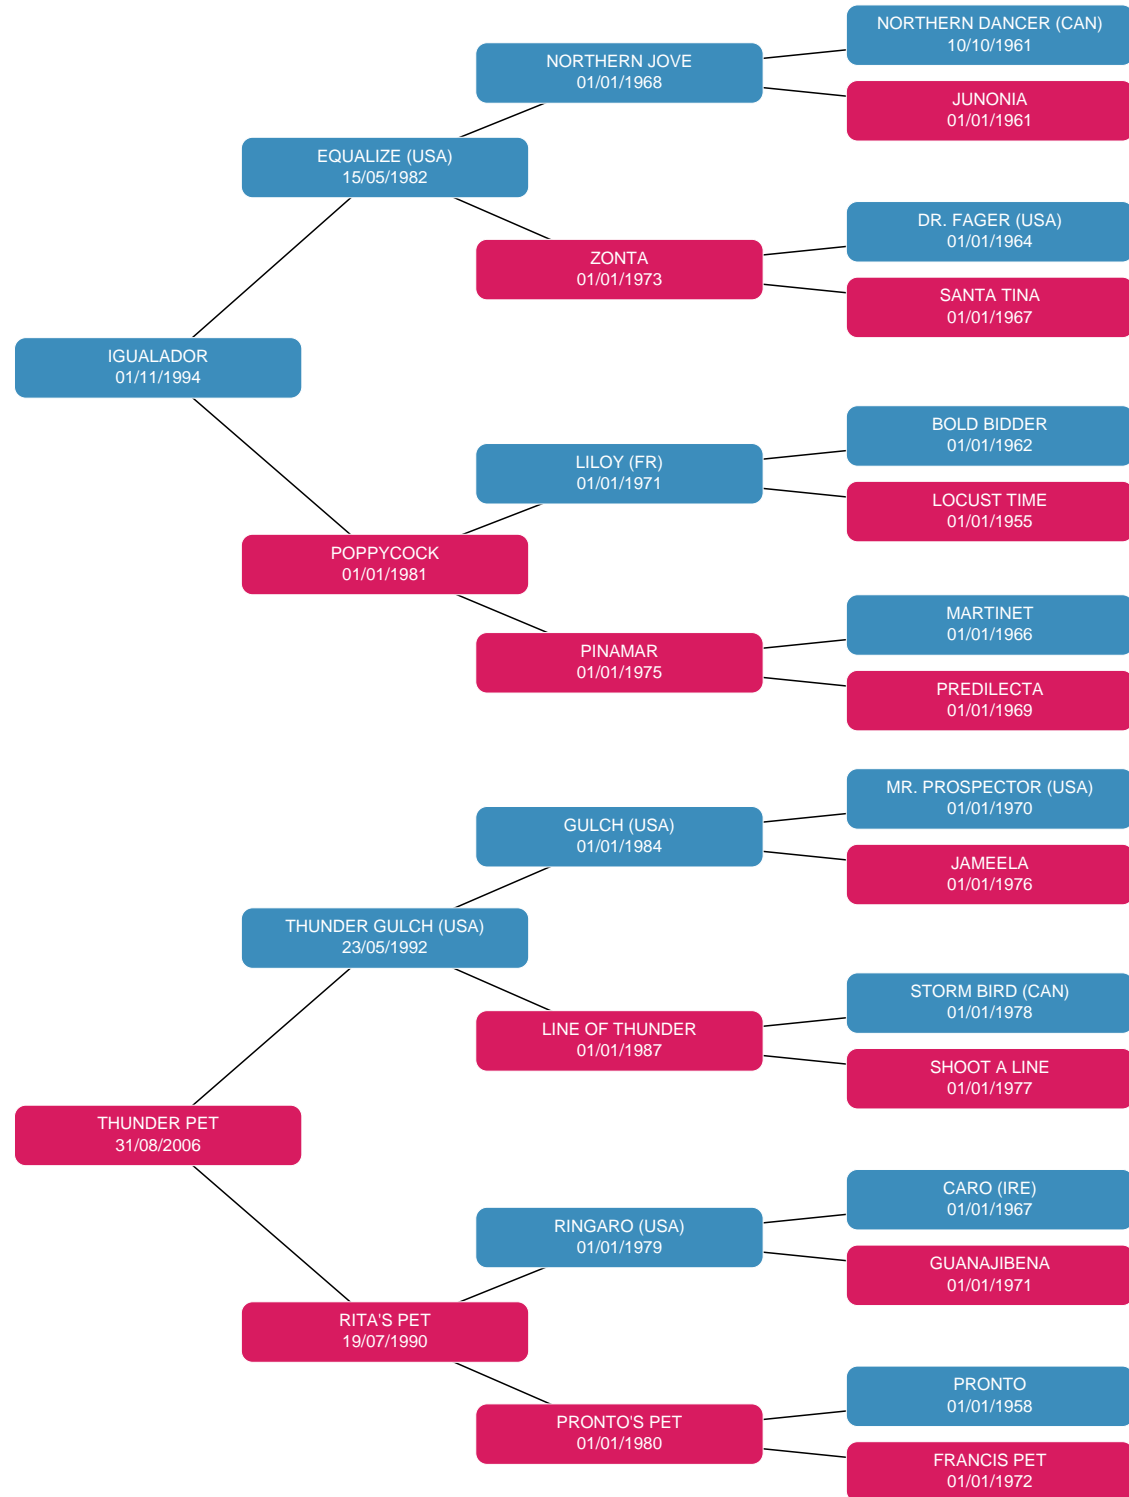 NORTHERN DANCER (CAN)
10/10/1961
NORTHERN JOVE
01/01/1968
JUNONIA
01/01/1961
EQUALIZE (USA)
15/05/1982
DR. FAGER (USA)
01/01/1964
ZONTA
01/01/1973
SANTA TINA
01/01/1967
IGUALADOR
01/11/1994
BOLD BIDDER
01/01/1962
LILOY (FR)
01/01/1971
LOCUST TIME
01/01/1955
POPPYCOCK
01/01/1981
MARTINET
01/01/1966
PINAMAR
01/01/1975
PREDILECTA
01/01/1969
MR. PROSPECTOR (USA)
01/01/1970
GULCH (USA)
01/01/1984
JAMEELA
01/01/1976
THUNDER GULCH (USA)
23/05/1992
STORM BIRD (CAN)
01/01/1978
LINE OF THUNDER
01/01/1987
SHOOT A LINE
01/01/1977
THUNDER PET
31/08/2006
CARO (IRE)
01/01/1967
RINGARO (USA)
01/01/1979
GUANAJIBENA
01/01/1971
RITA'S PET
19/07/1990
PRONTO
01/01/1958
PRONTO'S PET
01/01/1980
FRANCIS PET
01/01/1972